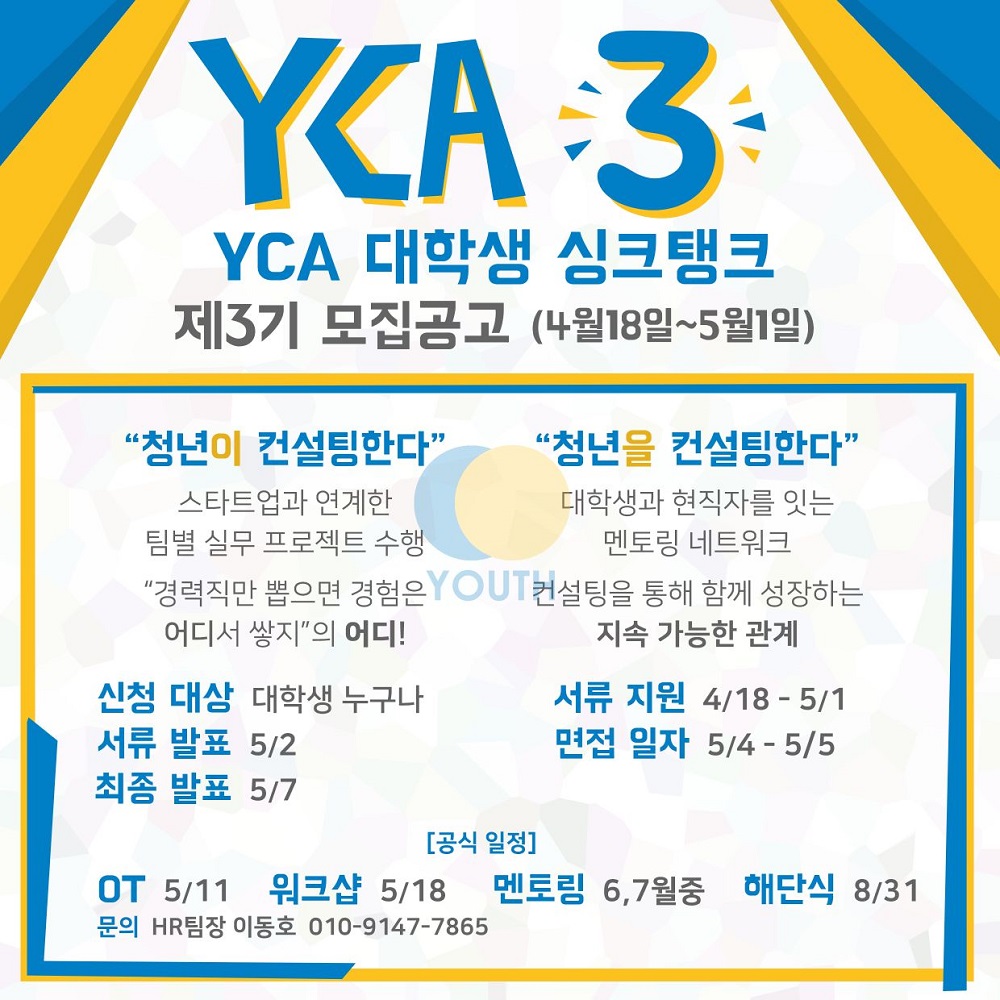 YCA 3
YCA 대학생 싱크탱크
제3기 모집공고 (4월18일~5월1일)
“청년이 컨설팅한다”
스타트업과 연계한
팀별 실무 프로젝트 수행
“경력직만 뽑으면 경험은
어디서 쌓지”의 어디!
“청년을 컨설팅한다”
대학생과 현직자를 잇는
멘토링 네트워크
컨설팅을 통해 함께 성장하는
지속 가능한 관계
YOUTH
신청 대상 대학생 누구나
서류 발표 5/2
최종 발표 5/7
서류 지원 4/18 - 5/1
면접 일자 5/4 - 5/5
[공식 일정]
OT 5/11 워크샵 5/18 멘토링 6,7월중 해단식 8/31
문의 HR팀장 이동호 010-9147-7865